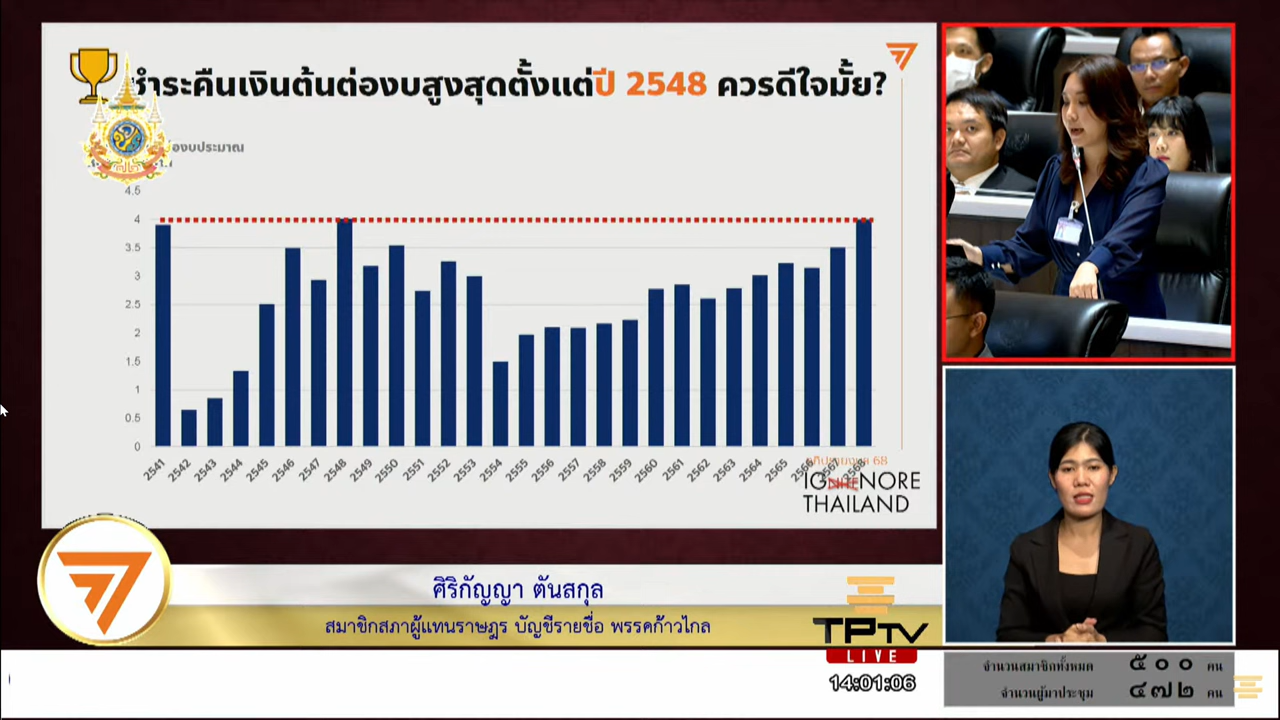 ชำระคืนเงินต้นต่องบสูงสุดตั้งแต่ปี 2548 ควรดีใจมั้ย?
องบประมาณ
4.5
4
3.5
3
2.5
2
1.5
1
0.5
0
2541 2542 2543 2544 2545 2546 2547 2548 2549 2550 2551 2552 2553 2554 2555 2556 2557 2558 2559 2560 2561 2562 2563 2564 2565 2566 2567 2568
68
NORE
THAILAND
ศิริกัญญา ตันสกุล
สมาชิกสภาผู้แทนราษฎร บัญชีรายชื่อ พรรคก้าวไกล
TPTV
LIVE
14:01:06
จำนวนสมาชิกทั้งหมด ๕๐๐ คน
จำนวนผู้มาประชุม ๔๗๒ คน